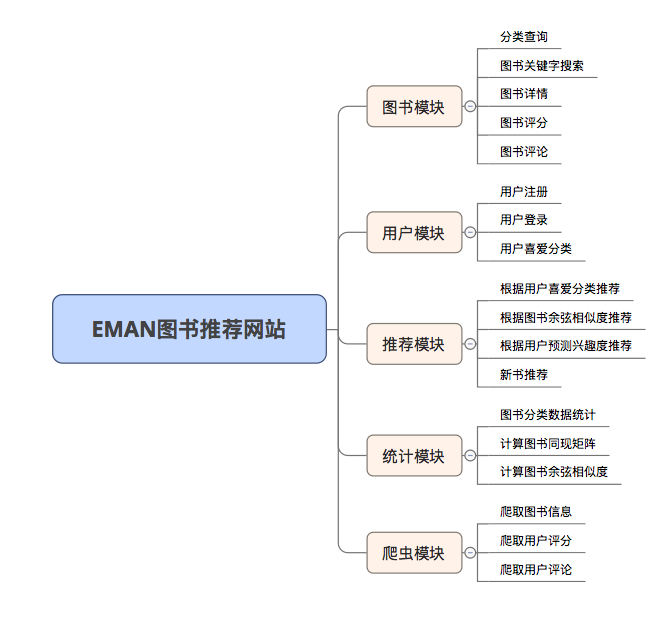 EMAN图书推荐网站
图书模块
分类查询
图书关键字搜索
图书详情
图书评分
图书评论
用户模块
用户注册
用户登录
用户喜爱分类
推荐模块
根据用户喜爱分类推荐
根据图书余弦相似度推荐
根据用户预测兴趣度推荐
新书推荐
统计模块
图书分类数据统计
计算图书同现矩阵
计算图书余弦相似度
爬虫模块
爬取图书信息
爬取用户评分
爬取用户评论